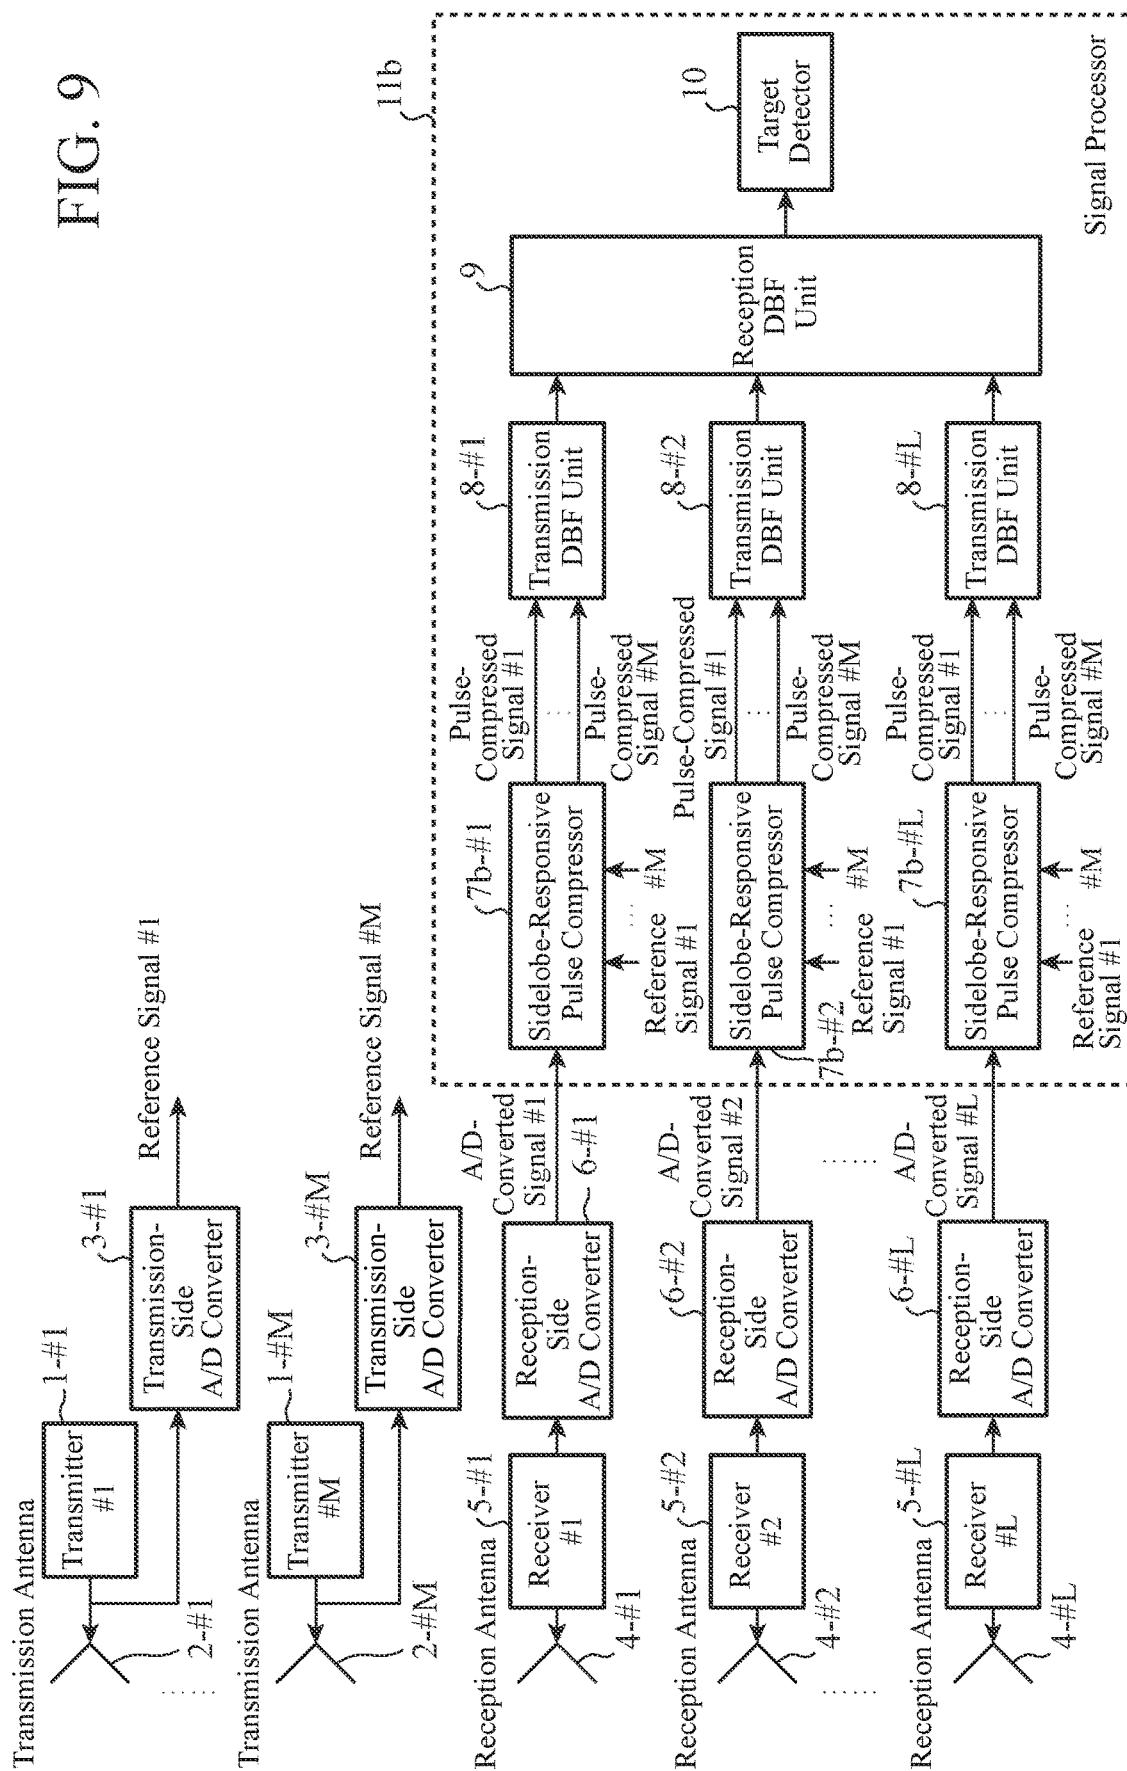 FIG. 9
Transmission Antenna
Transmitter
#1
1-#1
2-#1
Transmission-
Side
A/D Converter
3-#1
Reference Signal #1
Transmission Antenna
Transmitter
#M
1-#M
2-#M
Transmission-
Side
A/D Converter
3-#M
Reference Signal #M
11b
Reception Antenna
4-#1
5-#1
Receiver
#1
Reception-
Side
A/D Converter
6-#1
A/D-
Converted
Signal #1
7b-#1
Sidelobe-Responsive
Pulse Compressor
Reference
Signal #1
#M
Pulse-
Compressed
Signal #1
Pulse-
Compressed
Signal #M
8-#1
Transmission
DBF Unit
Reception Antenna
4-#2
5-#2
Receiver
#2
6-#2
Reception-
Side
A/D Converter
A/D-
Converted
Signal #2
Sidelobe-Responsive
Pulse Compressor
7b-#2
Reference
Signal #1
#M
Pulse-Compressed
Signal #1
Pulse-
Compressed
Signal #M
8-#2
Transmission
DBF Unit
Reception Antenna
4-#L
5-#L
Receiver
#L
6-#L
Reception-
Side
A/D Converter
A/D-
Converted
Signal #L
7b-#L
Sidelobe-Responsive
Pulse Compressor
Reference
Signal #1
#M
Pulse-
Compressed
Signal #1
Pulse-
Compressed
Signal #M
8-#L
Transmission
DBF Unit
9
Reception
DBF
Unit
10
Target
Detector
Signal Processor